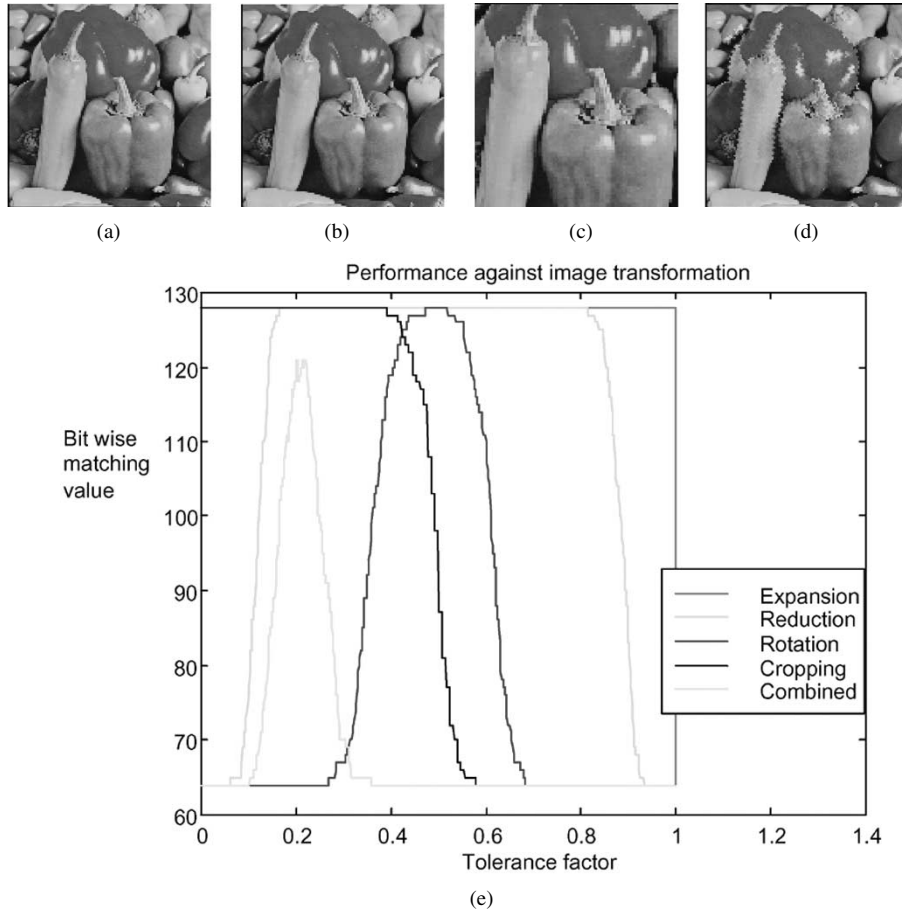 (a) (b) (c) (d)
Performance against image transformation
130
120
110
100
90
80
70
60
Bit wise
matching
value
Expansion
Reduction
Rotation
Cropping
Combined
0 0.2 0.4 0.6 0.8 1 1.2 1.4
Tolerance factor
(e)